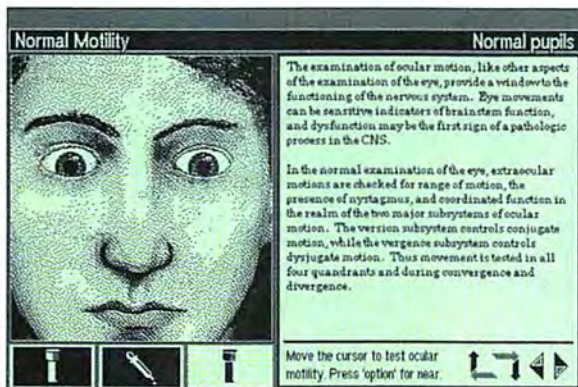 Normal Motility
Normal pupils
The examination of ocular motion, like other aspects
of the examination of the eye, provide a window to the
functioning of the nervous system. Eye movements
can be sensitive indicators of brainstem function,
and dysfunction may be the first sign of a pathologic
process in the CNS.
In the normal examination of the eye, extraocular
motions are checked for range of motion, the
presence of nystagmus, and coordinated function in
the realm of the two major subsystems of ocular
motion. The version subsystem controls conjugate
motion, while the vergence subsystem controls
dysjugate motion. Thus movement is tested in all
four quandrants and during convergence and
divergence.
Move the cursor to test ocular
motility. Press 'option' for near.